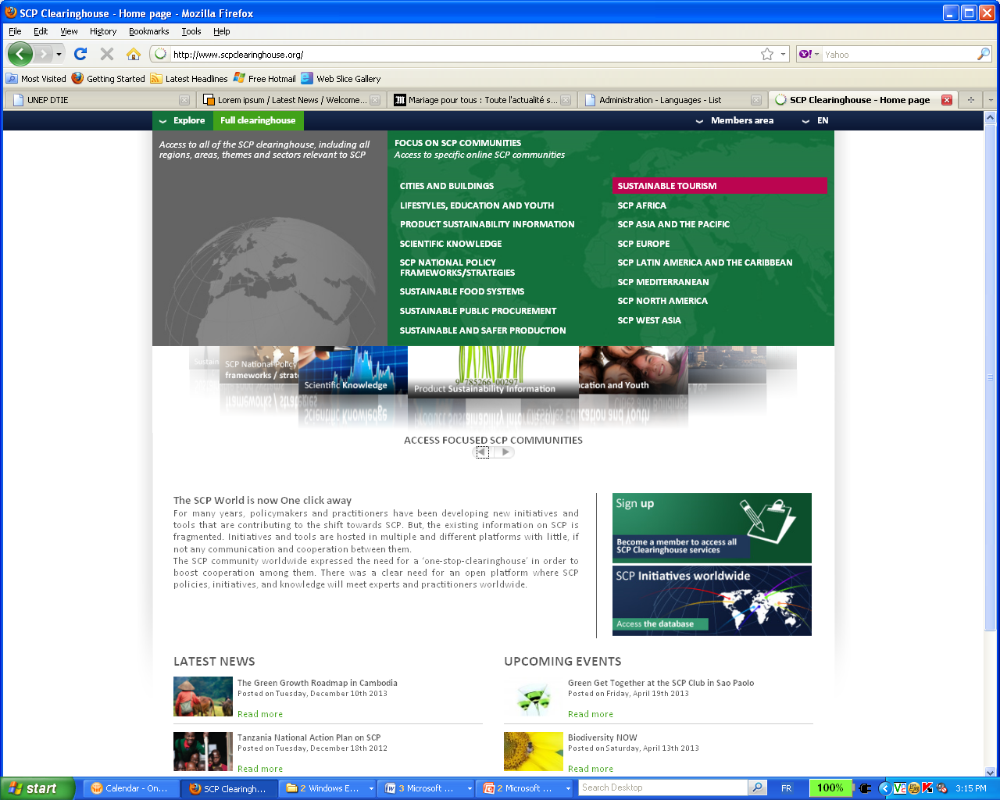 SCP Clearinghouse - Home page - Mozilla Firefox
File Edit View History Bookmarks Tools Help
http://www.scpclearinghouse.org/
Yahoo
Most Visited Getting Started Latest Headlines Free Hotmail Web Slice Gallery
UNEP DTIE
Lorem ipsum / Latest News / Welcome...
Mariage pour tous : Toute l'actualité s...
Administration - Languages - List
SCP Clearinghouse - Home page
Explore Full clearinghouse Members area EN
Access to all of the SCP clearinghouse, including all
regions, areas, themes and sectors relevant to SCP
FOCUS ON SCP COMMUNITIES
Access to specific online SCP communities
CITIES AND BUILDINGS
LIFESTYLES, EDUCATION AND YOUTH
PRODUCT SUSTAINABILITY INFORMATION
SCIENTIFIC KNOWLEDGE
SCP NATIONAL POLICY
FRAMEWORKS/STRATEGIES
SUSTAINABLE FOOD SYSTEMS
SUSTAINABLE PUBLIC PROCUREMENT
SUSTAINABLE AND SAFER PRODUCTION
SUSTAINABLE TOURISM
SCP AFRICA
SCP ASIA AND THE PACIFIC
SCP EUROPE
SCP LATIN AMERICA AND THE CARIBBEAN
SCP MEDITERRANEAN
SCP NORTH AMERICA
SCP WEST ASIA
Sustain
SCP National Policy
frameworks / strate
Scientific Knowledge
9 785266 00297
Product Sustainability Information
cation and Youth
ACCESS FOCUSED SCP COMMUNITIES
The SCP World is now One click away
For many years, policymakers and practitioners have been developing new initiatives and
tools that are contributing to the shift towards SCP. But, the existing information on SCP is
fragmented. Initiatives and tools are hosted in multiple and different platforms with little, if
not any communication and cooperation between them.
The SCP community worldwide expressed the need for a ‘one-stop-clearinghouse’ in order to
boost cooperation among them. There was a clear need for an open platform where SCP
policies, initiatives, and knowledge will meet experts and practitioners worldwide.
Sign up
Become a member to access all
SCP Clearinghouse services
SCP Initiatives worldwide
Access the database
LATEST NEWS
The Green Growth Roadmap in Cambodia
Posted on Tuesday, December 10th 2013
Read more
Tanzania National Action Plan on SCP
Posted on Tuesday, December 18th 2012
Read more
UPCOMING EVENTS
Green Get Together at the SCP Club in Sao Paolo
Posted on Friday, April 19th 2013
Read more
Biodiversity NOW
Posted on Saturday, April 13th 2013
Read more
start Calendar - On... SCP Clearingh... 2 Windows E... 3 Microsoft ... 2 Microsoft ... Search Desktop FR 100% 3:15 PM